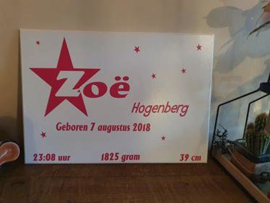 Zoë
Hogenberg
Geboren 7 augustus 2018
23:08 uur 1825 gram 39 cm